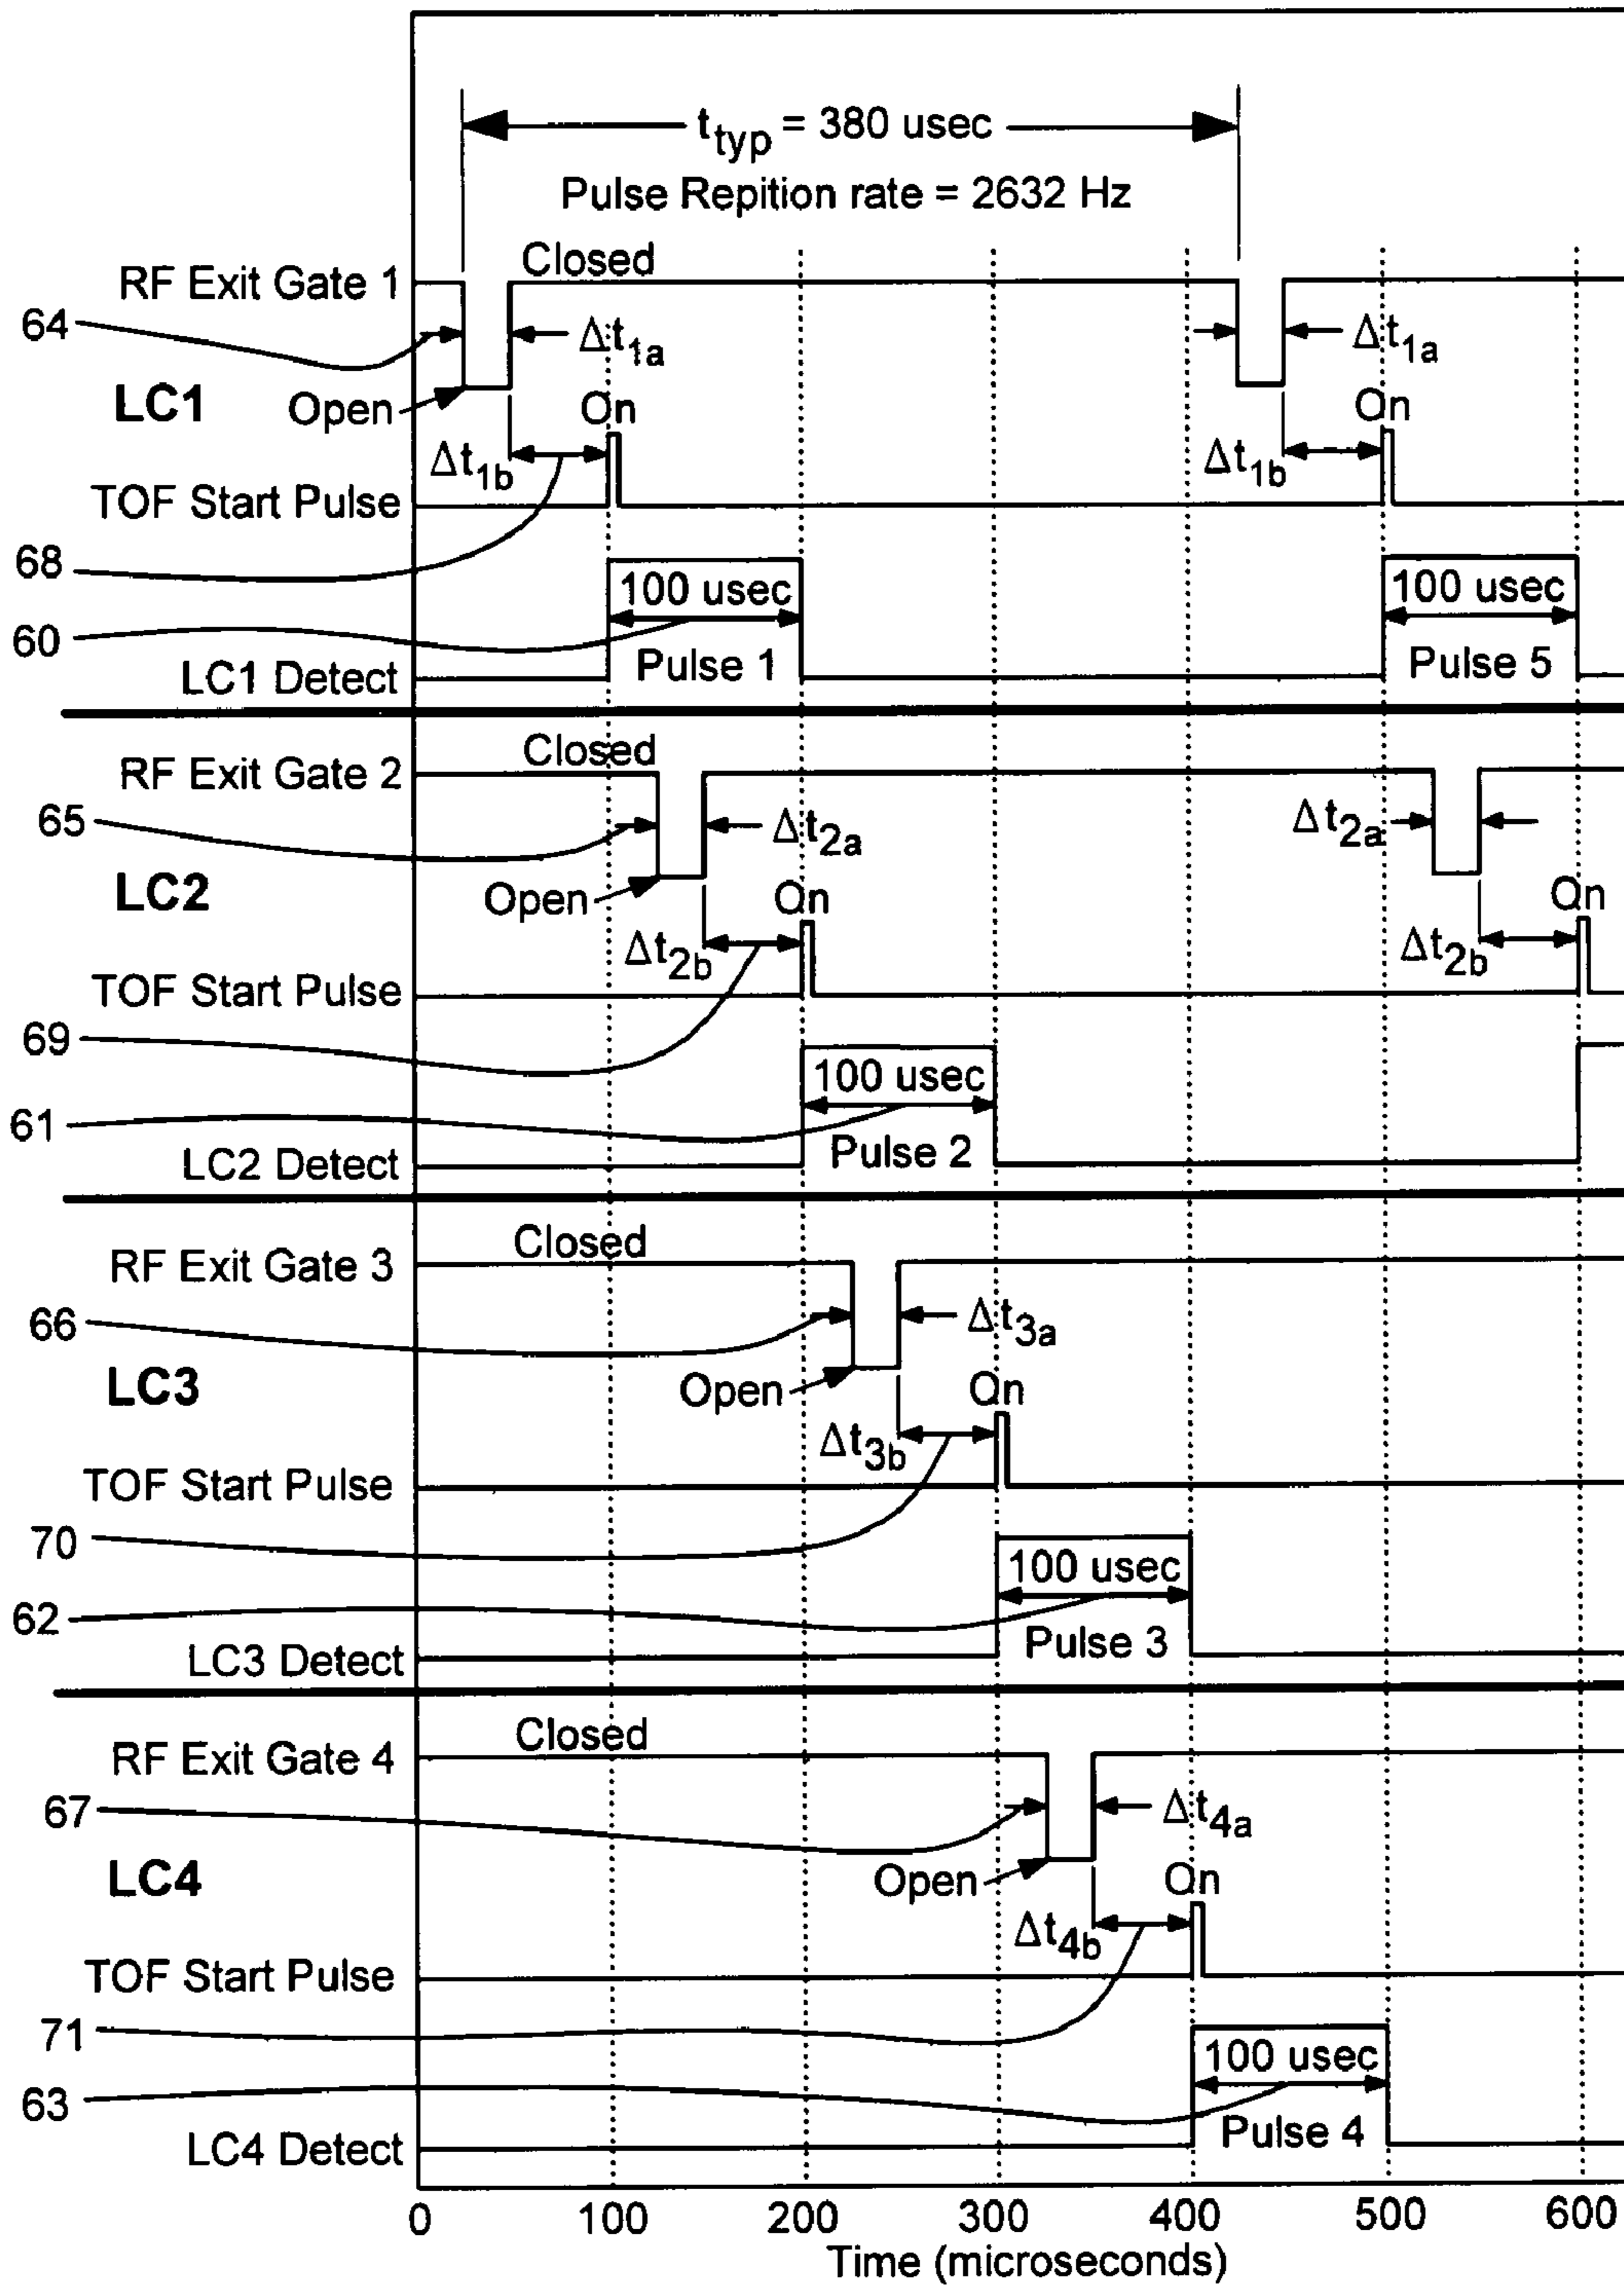 t_typ = 380 usec
Pulse Repition rate = 2632 Hz
RF Exit Gate 1
Closed
64
Δt1a
Δt1a
LC1
Open
On
On
Δt1b
Δt1b
TOF Start Pulse
68
100 usec
100 usec
60
LC1 Detect
Pulse 1
Pulse 5
RF Exit Gate 2
Closed
65
Δt2a
Δt2a
LC2
Open
On
On
Δt2b
Δt2b
TOF Start Pulse
69
100 usec
61
LC2 Detect
Pulse 2
RF Exit Gate 3
Closed
66
Δt3a
LC3
Open
On
Δt3b
TOF Start Pulse
70
100 usec
62
LC3 Detect
Pulse 3
RF Exit Gate 4
Closed
67
Δt4a
LC4
Open
On
Δt4b
TOF Start Pulse
71
100 usec
63
LC4 Detect
Pulse 4
0 100 200 300 400 500 600
Time (microseconds)